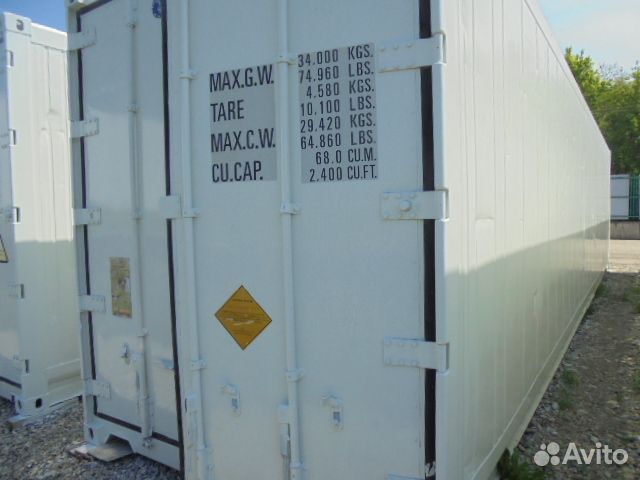 MAX.G.W. 34.000 KGS.
74.960 LBS.
TARE 4.580 KGS.
10.100 LBS.
MAX.C.W. 29.420 KGS.
64.860 LBS.
CU.CAP. 68.0 CU.M.
2.400 CU.FT.
Avito